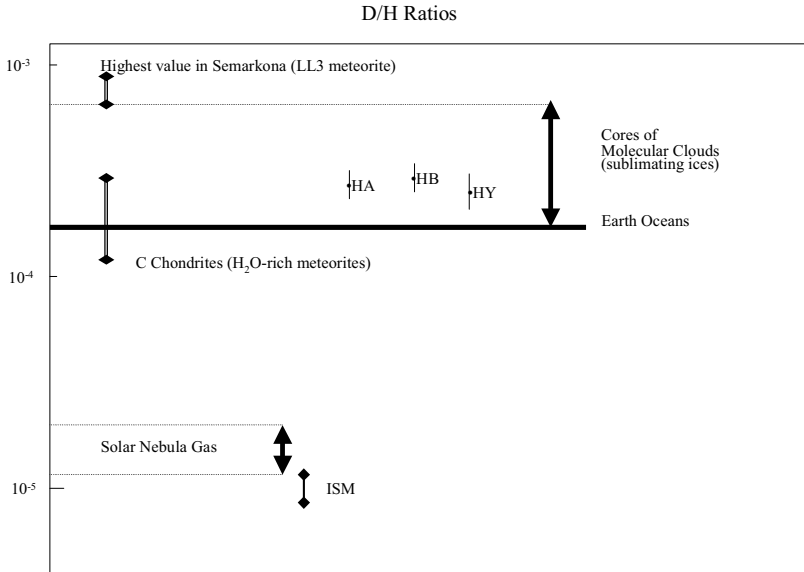 D/H Ratios
10-3
Highest value in Semarkona (LL3 meteorite)
Cores of
Molecular Clouds
(sublimating ices)
HA
HB
HY
Earth Oceans
C Chondrites (H2O-rich meteorites)
10-4
Solar Nebula Gas
10-5
ISM